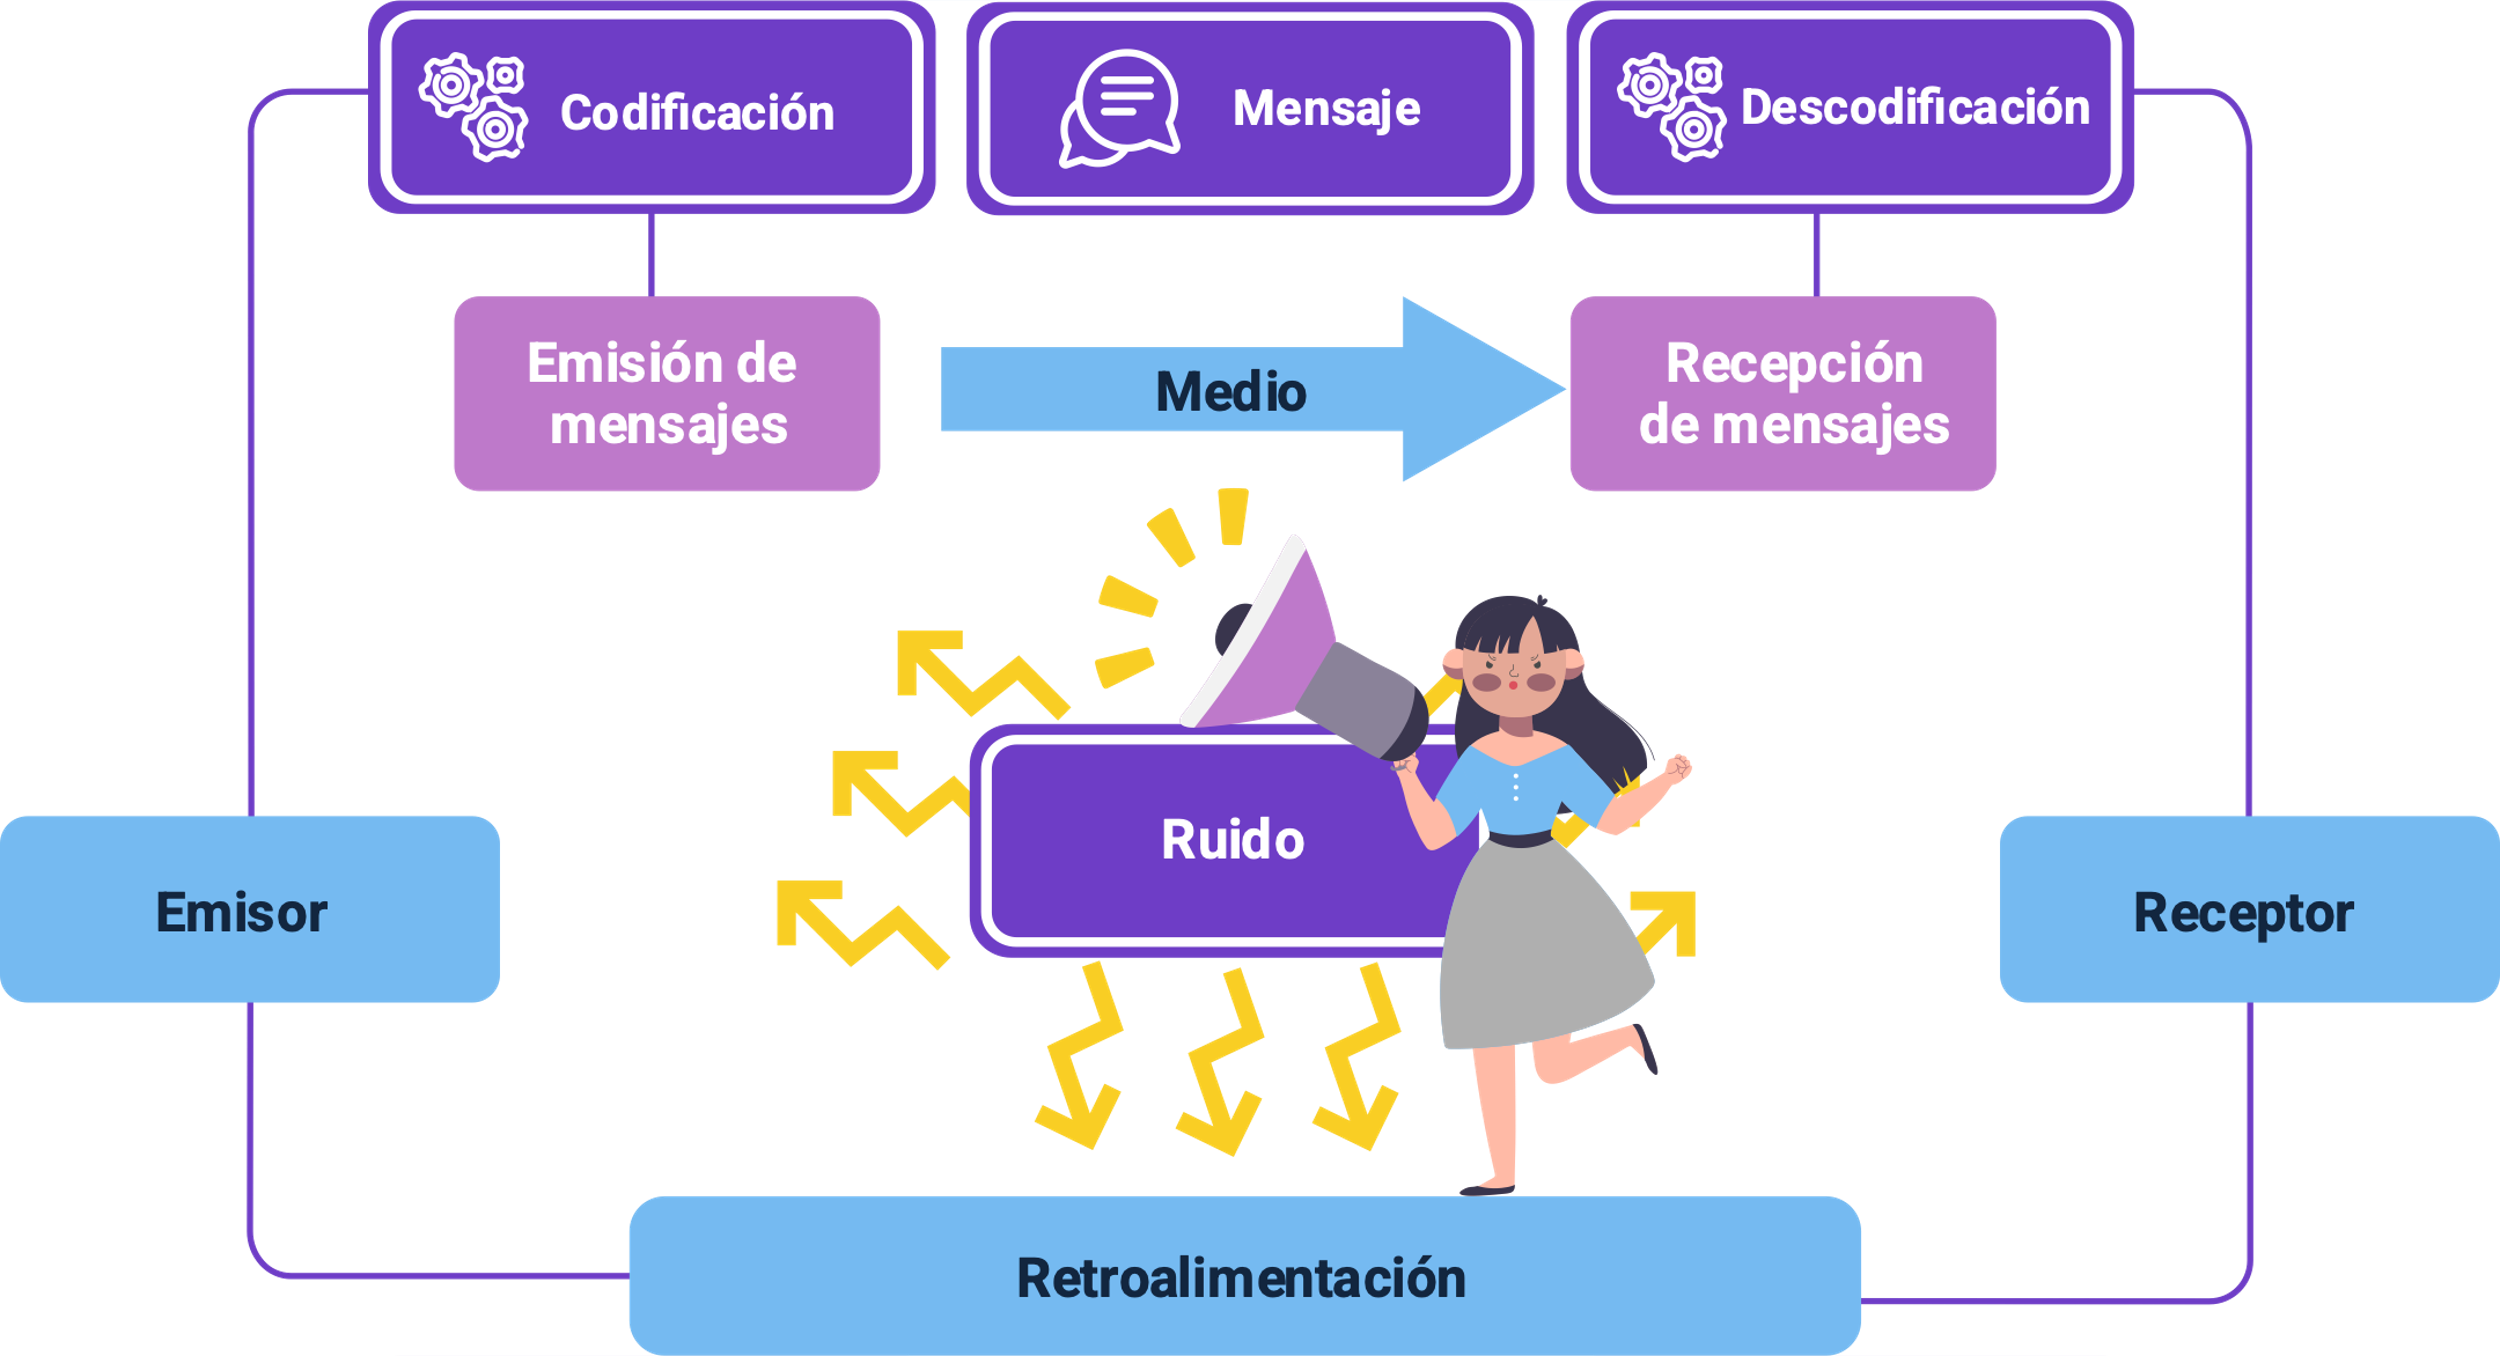 Codificación
Mensaje
Descodificación
Emisión de
mensajes
Medio
Recepción
de mensajes
Ruido
Emisor
Receptor
Retroalimentación